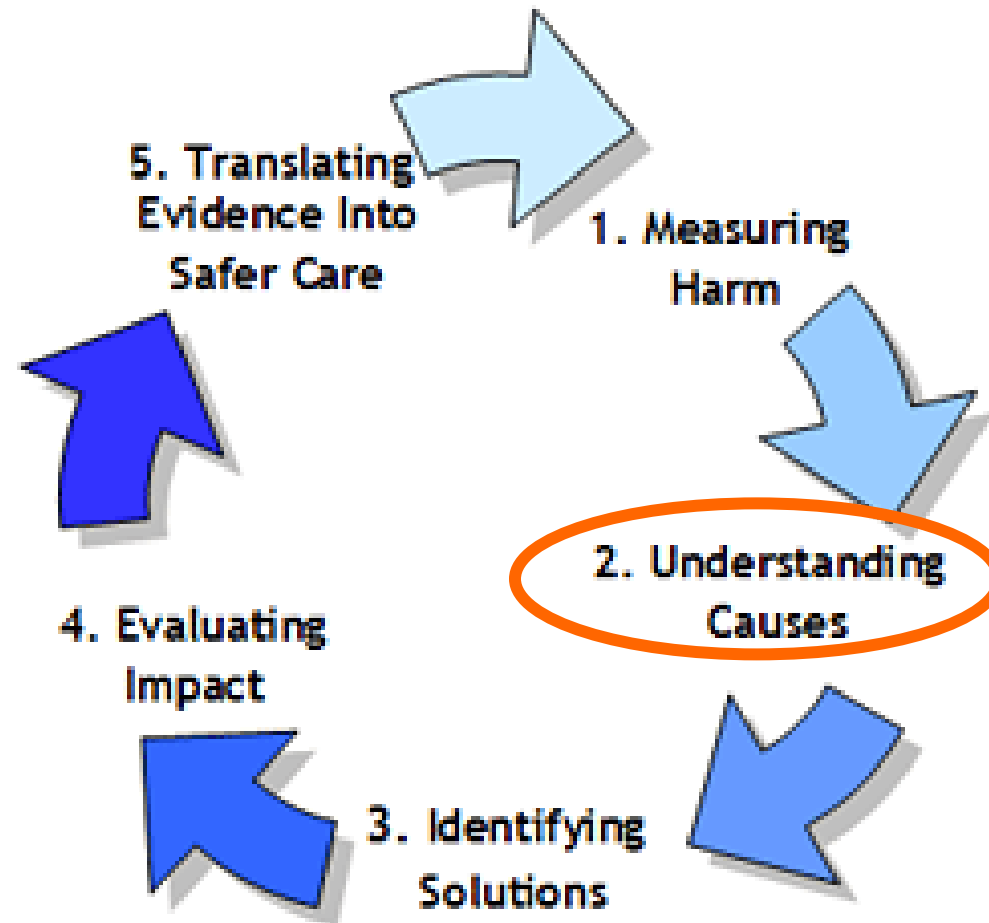 1. Measuring
Harm
2. Understanding
Causes
3. Identifying
Solutions
4. Evaluating
Impact
5. Translating
Evidence Into
Safer Care